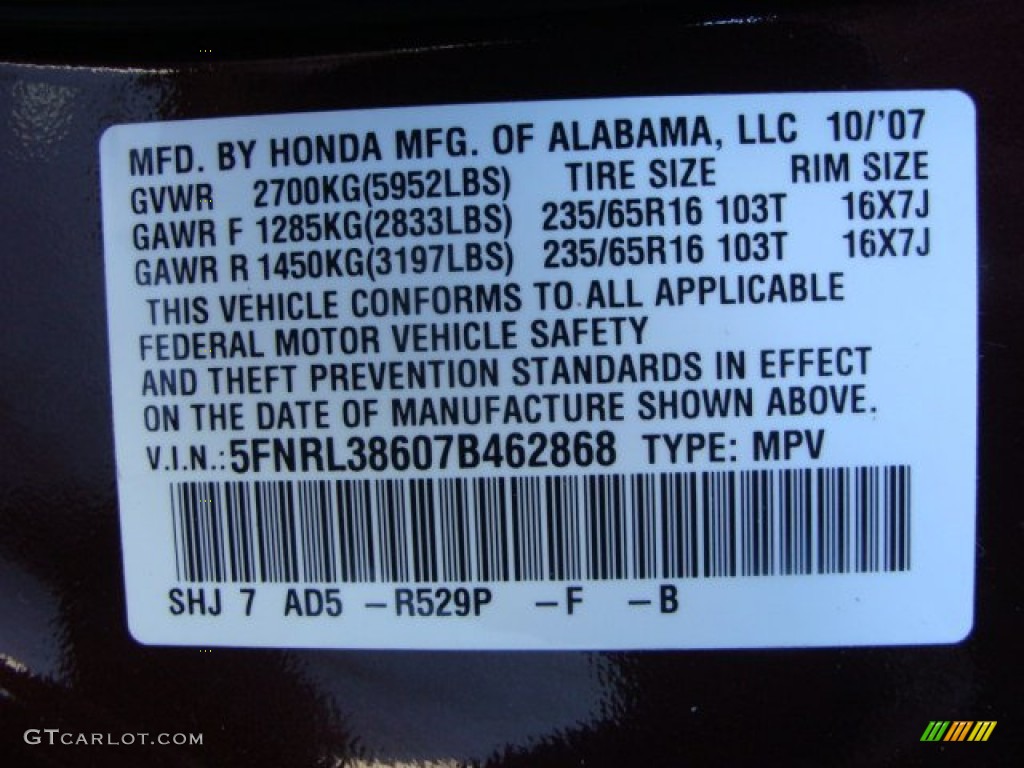 MFD. BY HONDA MFG. OF ALABAMA, LLC 10/'07
GVWR 2700KG(5952LBS) TIRE SIZE RIM SIZE
GAWR F 1285KG(2833LBS) 235/65R16 103T 16X7J
GAWR R 1450KG(3197LBS) 235/65R16 103T 16X7J
THIS VEHICLE CONFORMS TO ALL APPLICABLE
FEDERAL MOTOR VEHICLE SAFETY
AND THEFT PREVENTION STANDARDS IN EFFECT
ON THE DATE OF MANUFACTURE SHOWN ABOVE.
V.I.N.: 5FNRL38607B462868 TYPE: MPV
SHJ 7 AD5 -R529P -F -B
GTCARLOT.COM